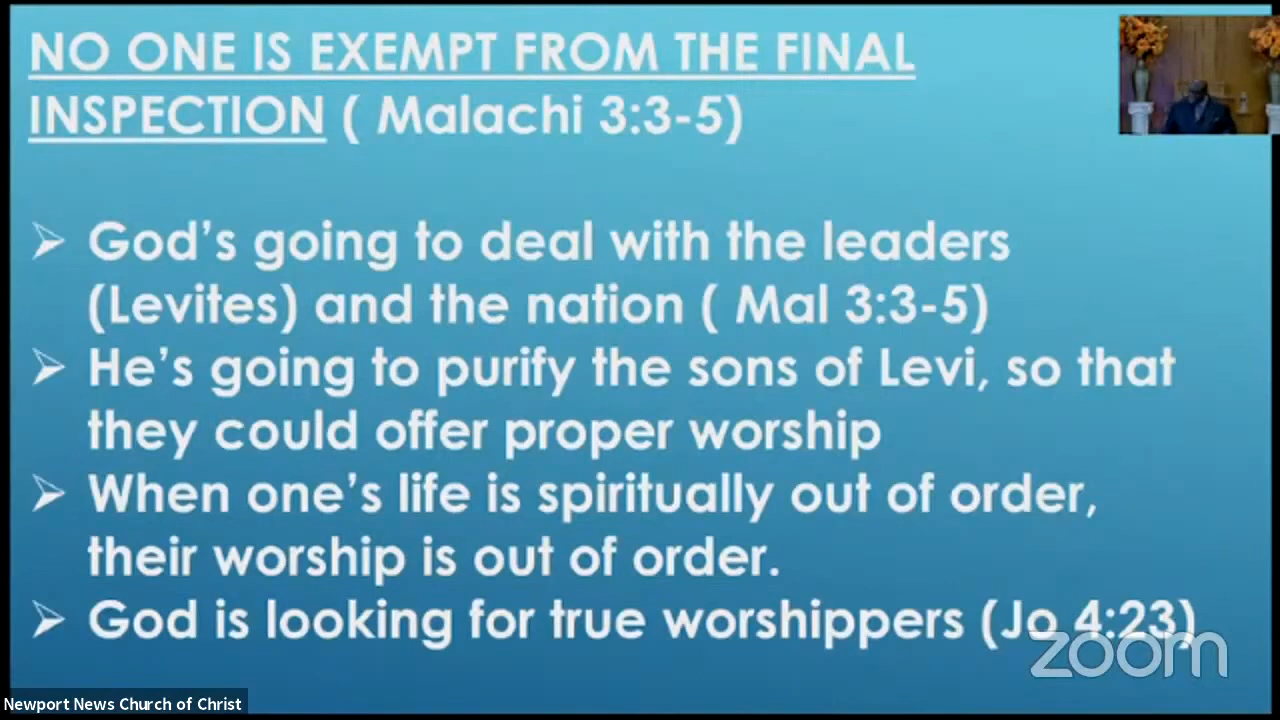 NO ONE IS EXEMPT FROM THE FINAL
INSPECTION ( Malachi 3:3-5)
➢ God’s going to deal with the leaders
(Levites) and the nation ( Mal 3:3-5)
➢ He’s going to purify the sons of Levi, so that
they could offer proper worship
➢ When one’s life is spiritually out of order,
their worship is out of order.
➢ God is looking for true worshippers (Jo 4:23)
zoom
Newport News Church of Christ